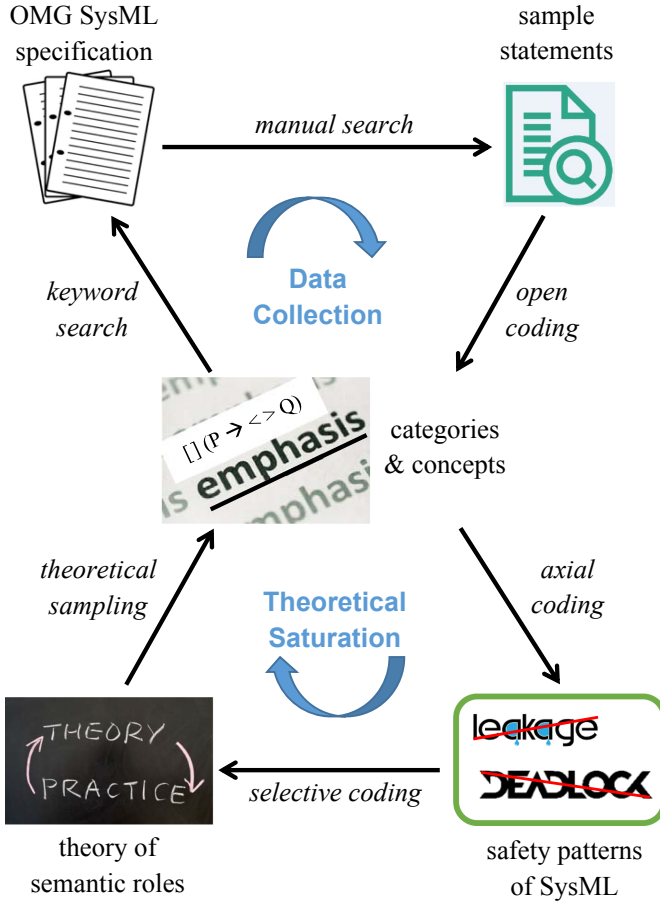 OMG SysML
specification
sample
statements
manual search
Data
Collection
keyword
search
open
coding
[] (P → < > Q)
emphasis
categories
& concepts
theoretical
sampling
axial
coding
Theoretical
Saturation
THEORY
PRACTICE
leakage
DEADLOCK
selective coding
theory of
semantic roles
safety patterns
of SysML